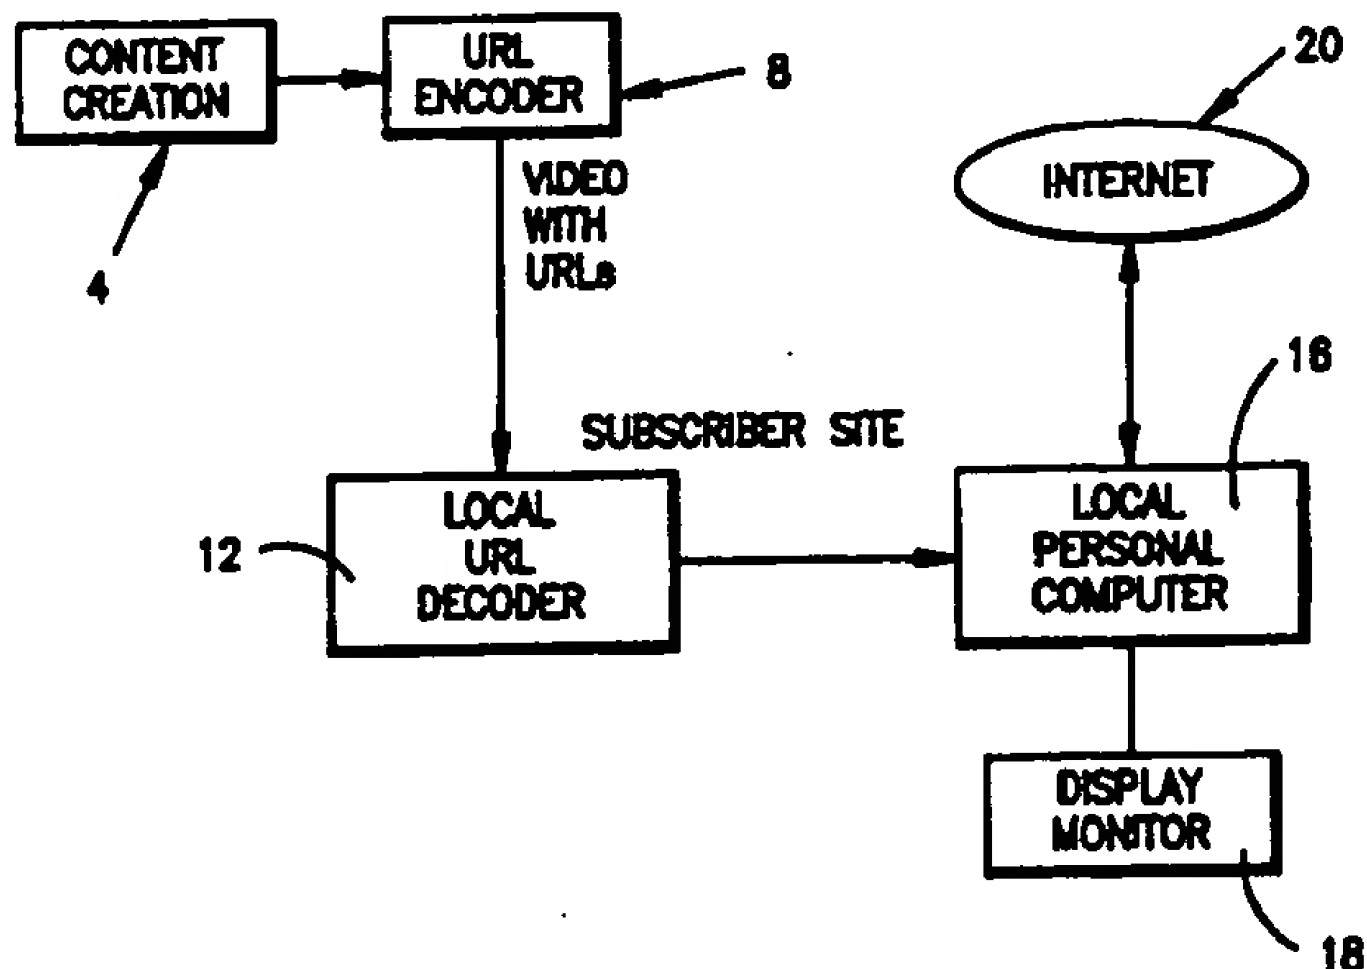 CONTENT
CREATION
URL
ENCODER
8
20
INTERNET
4
VIDEO
WITH
URLs
16
SUBSCRIBER SITE
LOCAL
URL
DECODER
12
LOCAL
PERSONAL
COMPUTER
DISPLAY
MONITOR
18